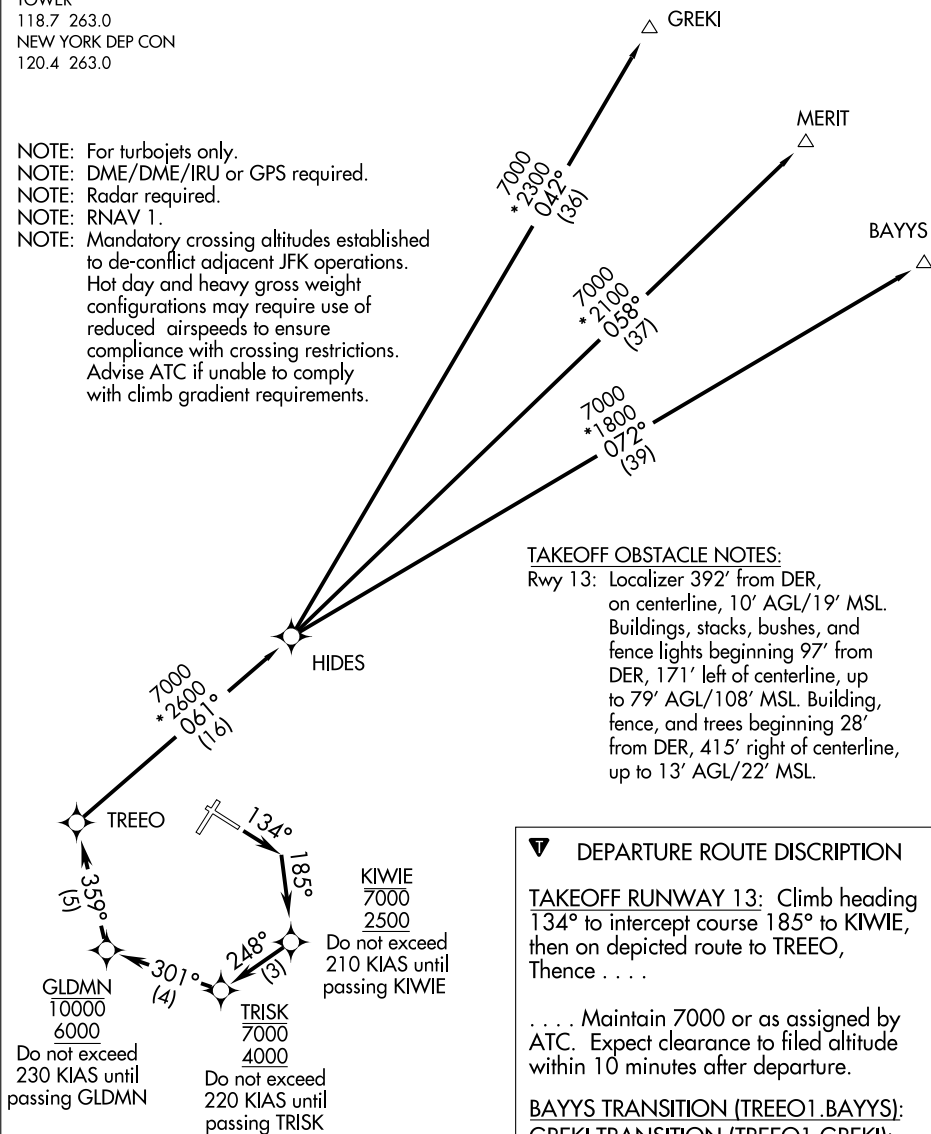 TOWER
118.7 263.0
NEW YORK DEP CON
120.4 263.0
GREKI
MERIT
BAYYS
NOTE: For turbojets only.
NOTE: DME/DME/IRU or GPS required.
NOTE: Radar required.
NOTE: RNAV 1.
NOTE: Mandatory crossing altitudes established
to de-conflict adjacent JFK operations.
Hot day and heavy gross weight
configurations may require use of
reduced airspeeds to ensure
compliance with crossing restrictions.
Advise ATC if unable to comply
with climb gradient requirements.
7000
*2300
042°
(36)
7000
*2100
058°
(37)
7000
*1800
072°
(39)
TAKEOFF OBSTACLE NOTES:
Rwy 13: Localizer 392' from DER,
on centerline, 10' AGL/19' MSL.
Buildings, stacks, bushes, and
fence lights beginning 97' from
DER, 171' left of centerline, up
to 79' AGL/108' MSL. Building,
fence, and trees beginning 28'
from DER, 415' right of centerline,
up to 13' AGL/22' MSL.
HIDES
7000
*2600
061°
(16)
TREEO
134°
185°
359°
(5)
KIWIE
7000
2500
Do not exceed
210 KIAS until
passing KIWIE
248°
(3)
301°
(4)
GLDMN
10000
6000
Do not exceed
230 KIAS until
passing GLDMN
TRISK
7000
4000
Do not exceed
220 KIAS until
passing TRISK
T DEPARTURE ROUTE DISCRIPTION
TAKEOFF RUNWAY 13: Climb heading
134° to intercept course 185° to KIWIE,
then on depicted route to TREEO,
Thence . . . .
. . . . Maintain 7000 or as assigned by
ATC. Expect clearance to filed altitude
within 10 minutes after departure.
BAYYS TRANSITION (TREEO1.BAYYS):
GREKI TRANSITION (TREEO1.GREKI):